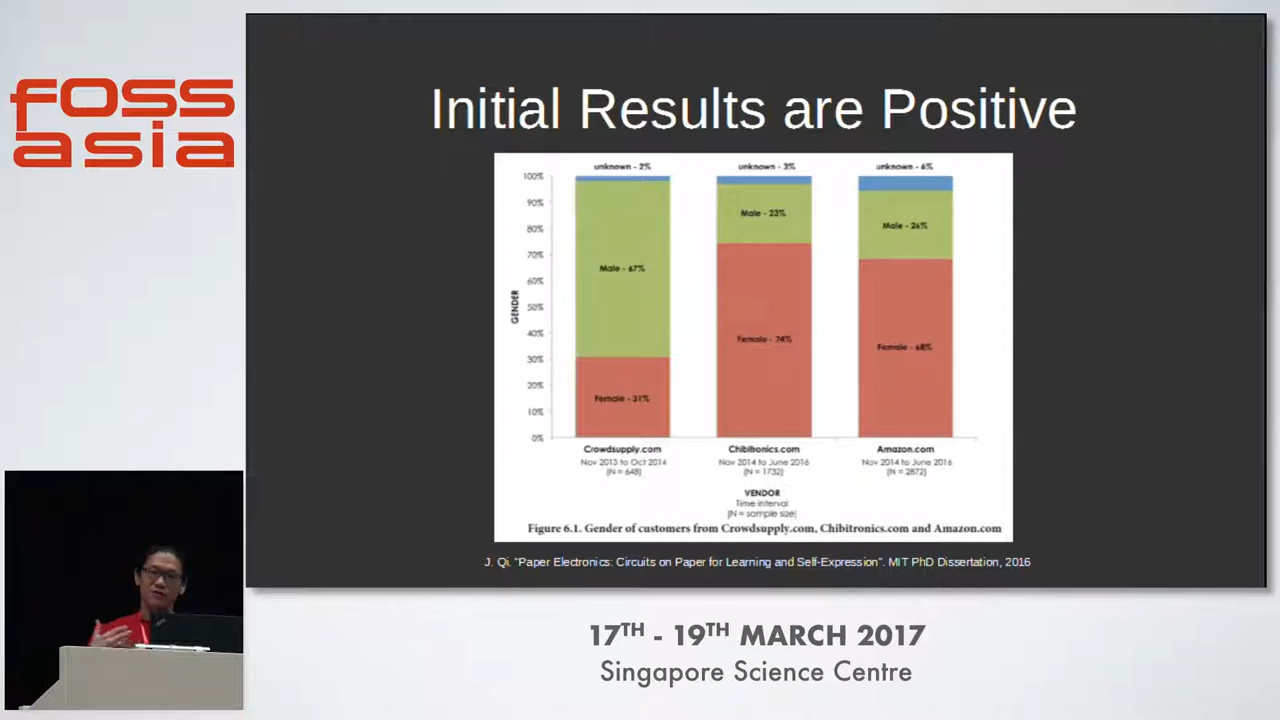 foss
asia
Initial Results are Positive
unknown - 2%
unknown - 3%
unknown - 6%
100%
90%
80%
70%
60%
50%
40%
30%
20%
10%
0%
GENDER
Male - 67%
Male - 23%
Male - 26%
Female - 31%
Female - 74%
Female - 68%
Crowdsupply.com
Nov 2013 to Oct 2014
(N = 648)
Chibitronics.com
Nov 2014 to June 2016
(N = 1732)
Amazon.com
Nov 2014 to June 2016
(N = 2872)
VENDOR
Time interval
(N = sample size)
Figure 6.1. Gender of customers from Crowdsupply.com, Chibitronics.com and Amazon.com
J. Qi. "Paper Electronics: Circuits on Paper for Learning and Self-Expression". MIT PhD Dissertation, 2016
17TH - 19TH MARCH 2017
Singapore Science Centre